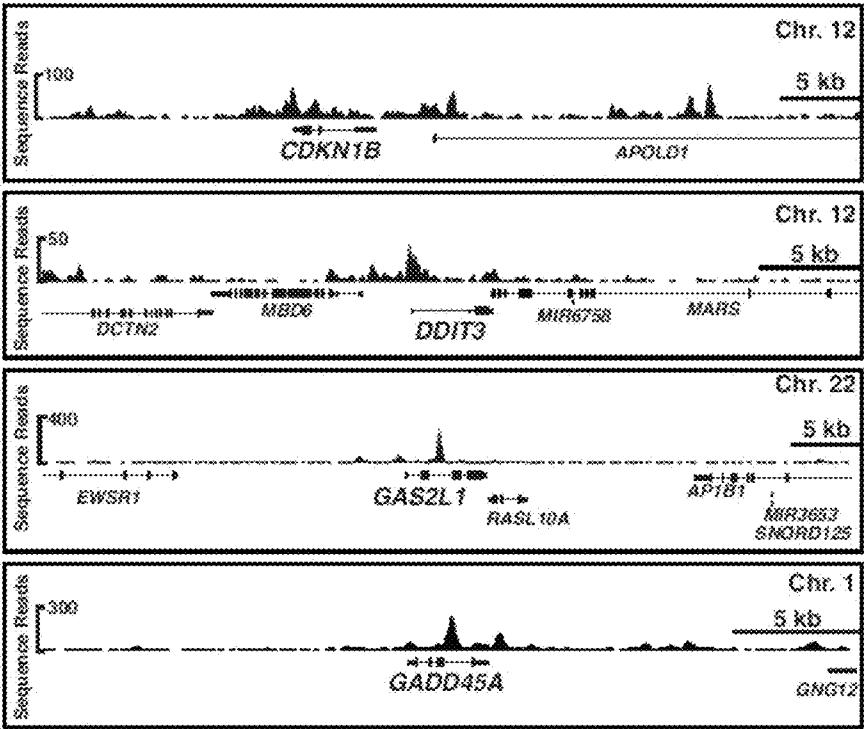 Chr. 12
Sequence Reads
100
5 kb
CDKN1B
APOLD1
Chr. 12
Sequence Reads
50
5 kb
MBD6
DCTN2
DDIT3
MIR6758
MARS
Chr. 22
Sequence Reads
400
5 kb
EWSR1
GAS2L1
RASL10A
AP1B1
MIR3653
SNORD125
Chr. 1
Sequence Reads
300
5 kb
GADD45A
GNG12